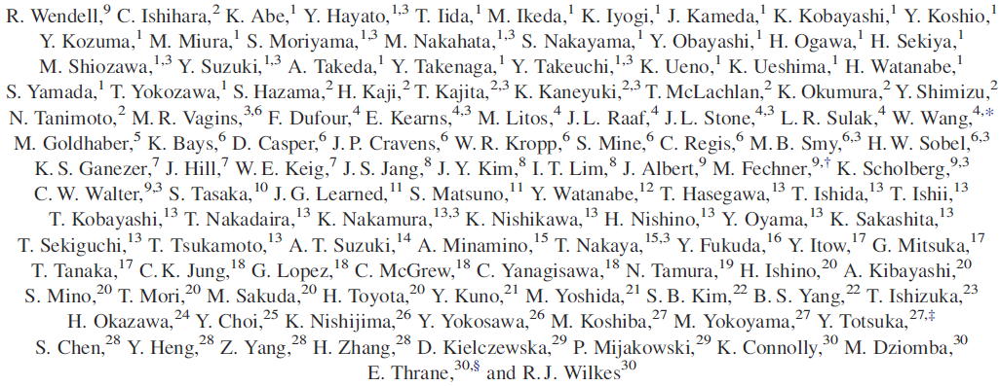 R. Wendell,⁹ C. Ishihara,² K. Abe,¹ Y. Hayato,¹,³ T. Iida,¹ M. Ikeda,¹ K. Iyogi,¹ J. Kameda,¹ K. Kobayashi,¹ Y. Koshio,¹
Y. Kozuma,¹ M. Miura,¹ S. Moriyama,¹,³ M. Nakahata,¹,³ S. Nakayama,¹ Y. Obayashi,¹ H. Ogawa,¹ H. Sekiya,¹
M. Shiozawa,¹,³ Y. Suzuki,¹,³ A. Takeda,¹ Y. Takenaga,¹ Y. Takeuchi,¹,³ K. Ueno,¹ K. Ueshima,¹ H. Watanabe,¹
S. Yamada,¹ T. Yokozawa,¹ S. Hazama,² H. Kaji,² T. Kajita,²,³ K. Kaneyuki,²,³ T. McLachlan,² K. Okumura,² Y. Shimizu,²
N. Tanimoto,² M. R. Vagins,³,⁶ F. Dufour,⁴ E. Kearns,⁴,³ M. Litos,⁴ J. L. Raaf,⁴ J. L. Stone,⁴,³ L. R. Sulak,⁴ W. Wang,⁴,*
M. Goldhaber,⁵ K. Bays,⁶ D. Casper,⁶ J. P. Cravens,⁶ W. R. Kropp,⁶ S. Mine,⁶ C. Regis,⁶ M. B. Smy,⁶,³ H. W. Sobel,⁶,³
K. S. Ganezer,⁷ J. Hill,⁷ W. E. Keig,⁷ J. S. Jang,⁸ J. Y. Kim,⁸ I. T. Lim,⁸ J. Albert,⁹ M. Fechner,⁹,† K. Scholberg,⁹,³
C. W. Walter,⁹,³ S. Tasaka,¹⁰ J. G. Learned,¹¹ S. Matsuno,¹¹ Y. Watanabe,¹² T. Hasegawa,¹³ T. Ishida,¹³ T. Ishii,¹³
T. Kobayashi,¹³ T. Nakadaira,¹³ K. Nakamura,¹³,³ K. Nishikawa,¹³ H. Nishino,¹³ Y. Oyama,¹³ K. Sakashita,¹³
T. Sekiguchi,¹³ T. Tsukamoto,¹³ A. T. Suzuki,¹⁴ A. Minamino,¹⁵ T. Nakaya,¹⁵,³ Y. Fukuda,¹⁶ Y. Itow,¹⁷ G. Mitsuka,¹⁷
T. Tanaka,¹⁷ C. K. Jung,¹⁸ G. Lopez,¹⁸ C. McGrew,¹⁸ C. Yanagisawa,¹⁸ N. Tamura,¹⁹ H. Ishino,²⁰ A. Kibayashi,²⁰
S. Mino,²⁰ T. Mori,²⁰ M. Sakuda,²⁰ H. Toyota,²⁰ Y. Kuno,²¹ M. Yoshida,²¹ S. B. Kim,²² B. S. Yang,²² T. Ishizuka,²³
H. Okazawa,²⁴ Y. Choi,²⁵ K. Nishijima,²⁶ Y. Yokosawa,²⁶ M. Koshiba,²⁷ M. Yokoyama,²⁷ Y. Totsuka,²⁷,‡
S. Chen,²⁸ Y. Heng,²⁸ Z. Yang,²⁸ H. Zhang,²⁸ D. Kielczewska,²⁹ P. Mijakowski,²⁹ K. Connolly,³⁰ M. Dziomba,³⁰
E. Thrane,³⁰,§ and R. J. Wilkes³⁰